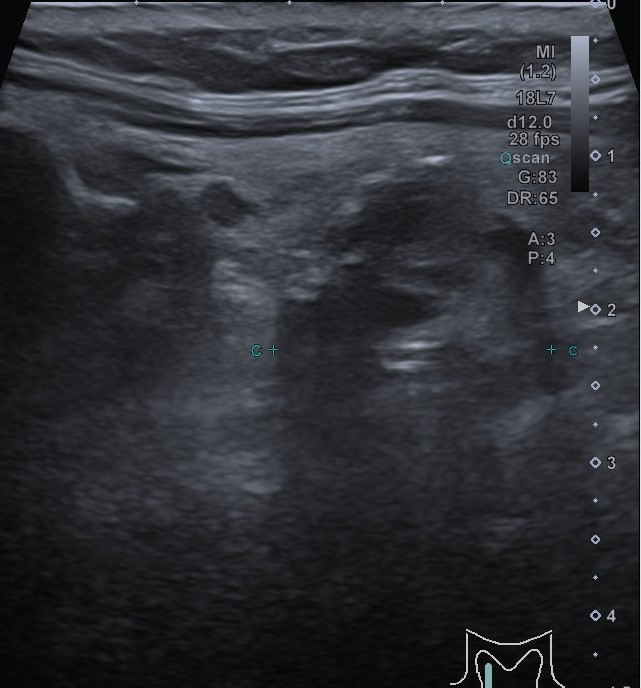 0
MI
(1.2)
18L7
d12.0
28 fps
Qscan
1
G:83
DR:65
A:3
P:4
2
C + + c
3
4